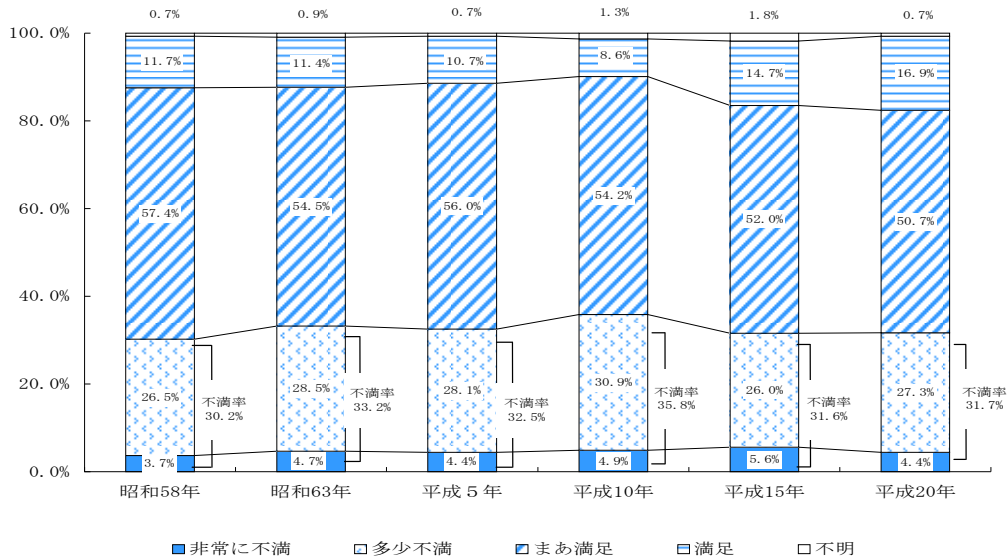 0.7% 0.9% 0.7% 1.3% 1.8% 0.7%
100.0%
11.7% 11.4% 10.7% 8.6% 14.7% 16.9%
80.0%
57.4% 54.5% 56.0% 54.2% 52.0% 50.7%
60.0%
40.0%
26.5% 28.5% 28.1% 30.9% 26.0% 27.3%
不満率 不満率 不満率 不満率 不満率 不満率
30.2% 33.2% 32.5% 35.8% 31.6% 31.7%
20.0%
3.7% 4.7% 4.4% 4.9% 5.6% 4.4%
0.0%
昭和58年 昭和63年 平成5年 平成10年 平成15年 平成20年
非常に不満 多少不満 まあ満足 満足 不明